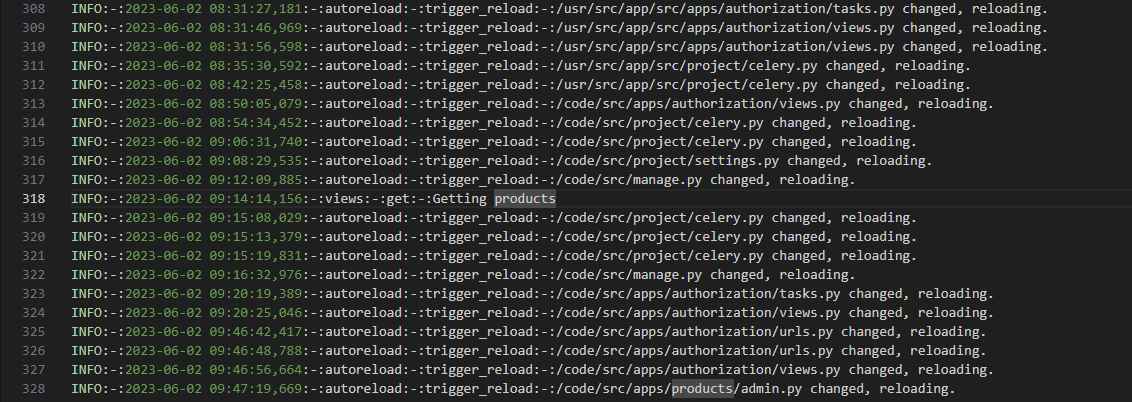 308 INFO:-:2023-06-02 08:31:27,181:-:autoreload:-:trigger_reload:-:/usr/src/app/src/apps/authorization/tasks.py changed, reloading.
309 INFO:-:2023-06-02 08:31:46,969:-:autoreload:-:trigger_reload:-:/usr/src/app/src/apps/authorization/views.py changed, reloading.
310 INFO:-:2023-06-02 08:31:56,598:-:autoreload:-:trigger_reload:-:/usr/src/app/src/apps/authorization/views.py changed, reloading.
311 INFO:-:2023-06-02 08:35:30,592:-:autoreload:-:trigger_reload:-:/usr/src/app/src/project/celery.py changed, reloading.
312 INFO:-:2023-06-02 08:42:25,458:-:autoreload:-:trigger_reload:-:/usr/src/app/src/project/celery.py changed, reloading.
313 INFO:-:2023-06-02 08:50:05,079:-:autoreload:-:trigger_reload:-:/code/src/apps/authorization/views.py changed, reloading.
314 INFO:-:2023-06-02 08:54:34,452:-:autoreload:-:trigger_reload:-:/code/src/project/celery.py changed, reloading.
315 INFO:-:2023-06-02 09:06:31,740:-:autoreload:-:trigger_reload:-:/code/src/project/celery.py changed, reloading.
316 INFO:-:2023-06-02 09:08:29,535:-:autoreload:-:trigger_reload:-:/code/src/project/settings.py changed, reloading.
317 INFO:-:2023-06-02 09:12:09,885:-:autoreload:-:trigger_reload:-:/code/src/manage.py changed, reloading.
318 INFO:-:2023-06-02 09:14:14,156:-:views:-:get:-:Getting products
319 INFO:-:2023-06-02 09:15:08,029:-:autoreload:-:trigger_reload:-:/code/src/project/celery.py changed, reloading.
320 INFO:-:2023-06-02 09:15:13,379:-:autoreload:-:trigger_reload:-:/code/src/project/celery.py changed, reloading.
321 INFO:-:2023-06-02 09:15:19,831:-:autoreload:-:trigger_reload:-:/code/src/project/celery.py changed, reloading.
322 INFO:-:2023-06-02 09:16:32,976:-:autoreload:-:trigger_reload:-:/code/src/manage.py changed, reloading.
323 INFO:-:2023-06-02 09:20:19,389:-:autoreload:-:trigger_reload:-:/code/src/apps/authorization/tasks.py changed, reloading.
324 INFO:-:2023-06-02 09:20:25,046:-:autoreload:-:trigger_reload:-:/code/src/apps/authorization/views.py changed, reloading.
325 INFO:-:2023-06-02 09:46:42,417:-:autoreload:-:trigger_reload:-:/code/src/apps/authorization/urls.py changed, reloading.
326 INFO:-:2023-06-02 09:46:48,788:-:autoreload:-:trigger_reload:-:/code/src/apps/authorization/urls.py changed, reloading.
327 INFO:-:2023-06-02 09:46:56,664:-:autoreload:-:trigger_reload:-:/code/src/apps/authorization/views.py changed, reloading.
328 INFO:-:2023-06-02 09:47:19,669:-:autoreload:-:trigger_reload:-:/code/src/apps/products/admin.py changed, reloading.